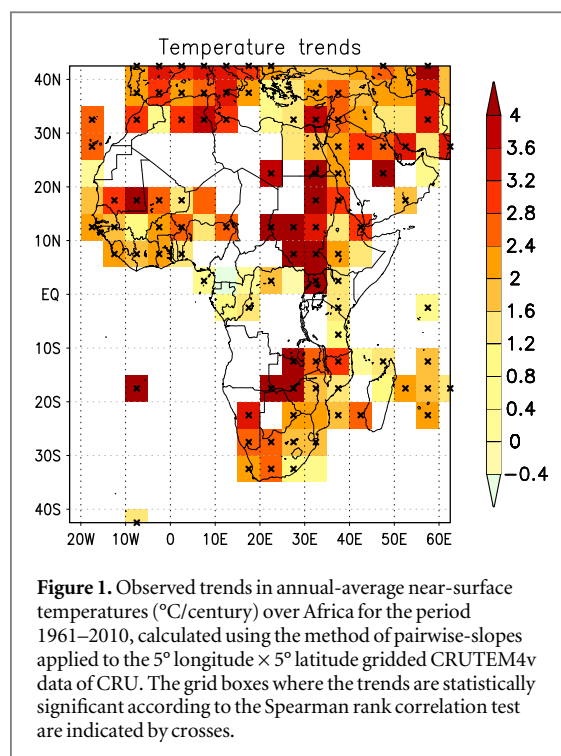 Temperature trends
40N
30N
20N
10N
EQ
10S
20S
30S
40S
20W 10W 0 10E 20E 30E 40E 50E 60E
4
3.6
3.2
2.8
2.4
2
1.6
1.2
0.8
0.4
0
−0.4
Figure 1. Observed trends in annual-average near-surface
temperatures (°C/century) over Africa for the period
1961–2010, calculated using the method of pairwise-slopes
applied to the 5° longitude × 5° latitude gridded CRUTEM4v
data of CRU. The grid boxes where the trends are statistically
significant according to the Spearman rank correlation test
are indicated by crosses.